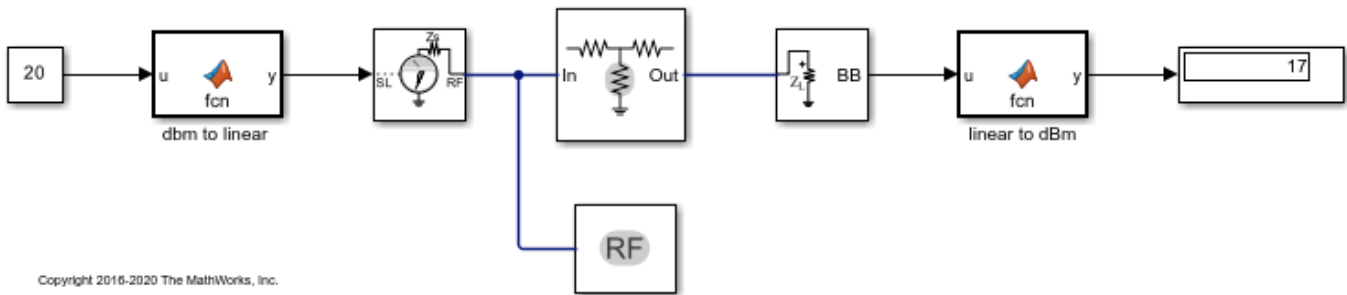 20
u
y
fcn
dbm to linear
SL
Zs
RF
In
Out
Z_L
BB
u
y
fcn
linear to dBm
17
RF
Copyright 2016-2020 The MathWorks, Inc.